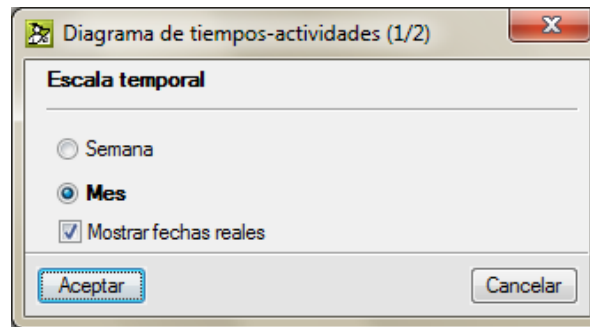 Diagrama de tiempos-actividades (1/2)
Escala temporal
Semana
Mes
Mostrar fechas reales
Aceptar
Cancelar